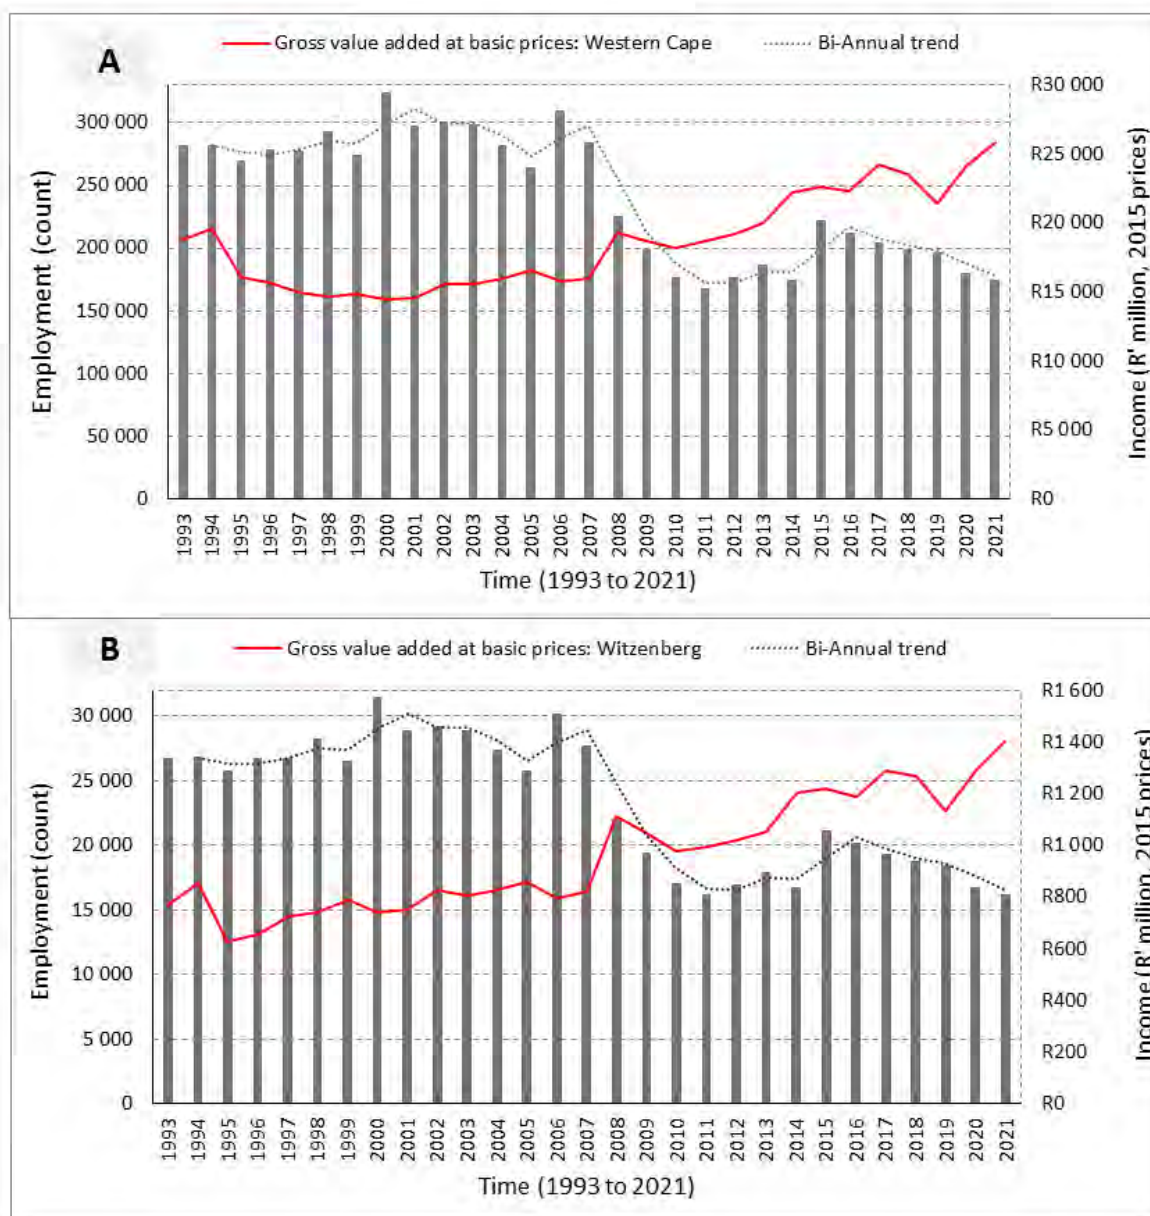 A
Gross value added at basic prices: Western Cape
Bi-Annual trend
Employment (count)
300 000
250 000
200 000
150 000
100 000
50 000
0
R30 000
R25 000
R20 000
R15 000
R10 000
R5 000
R0
Income (R' million, 2015 prices)
1993 1994 1995 1996 1997 1998 1999 2000 2001 2002 2003 2004 2005 2006 2007 2008 2009 2010 2011 2012 2013 2014 2015 2016 2017 2018 2019 2020 2021
Time (1993 to 2021)
B
Gross value added at basic prices: Witzenberg
Bi-Annual trend
Employment (count)
30 000
25 000
20 000
15 000
10 000
5 000
0
R1 600
R1 400
R1 200
R1 000
R800
R600
R400
R200
R0
Income (R' million, 2015 prices)
1993 1994 1995 1996 1997 1998 1999 2000 2001 2002 2003 2004 2005 2006 2007 2008 2009 2010 2011 2012 2013 2014 2015 2016 2017 2018 2019 2020 2021
Time (1993 to 2021)